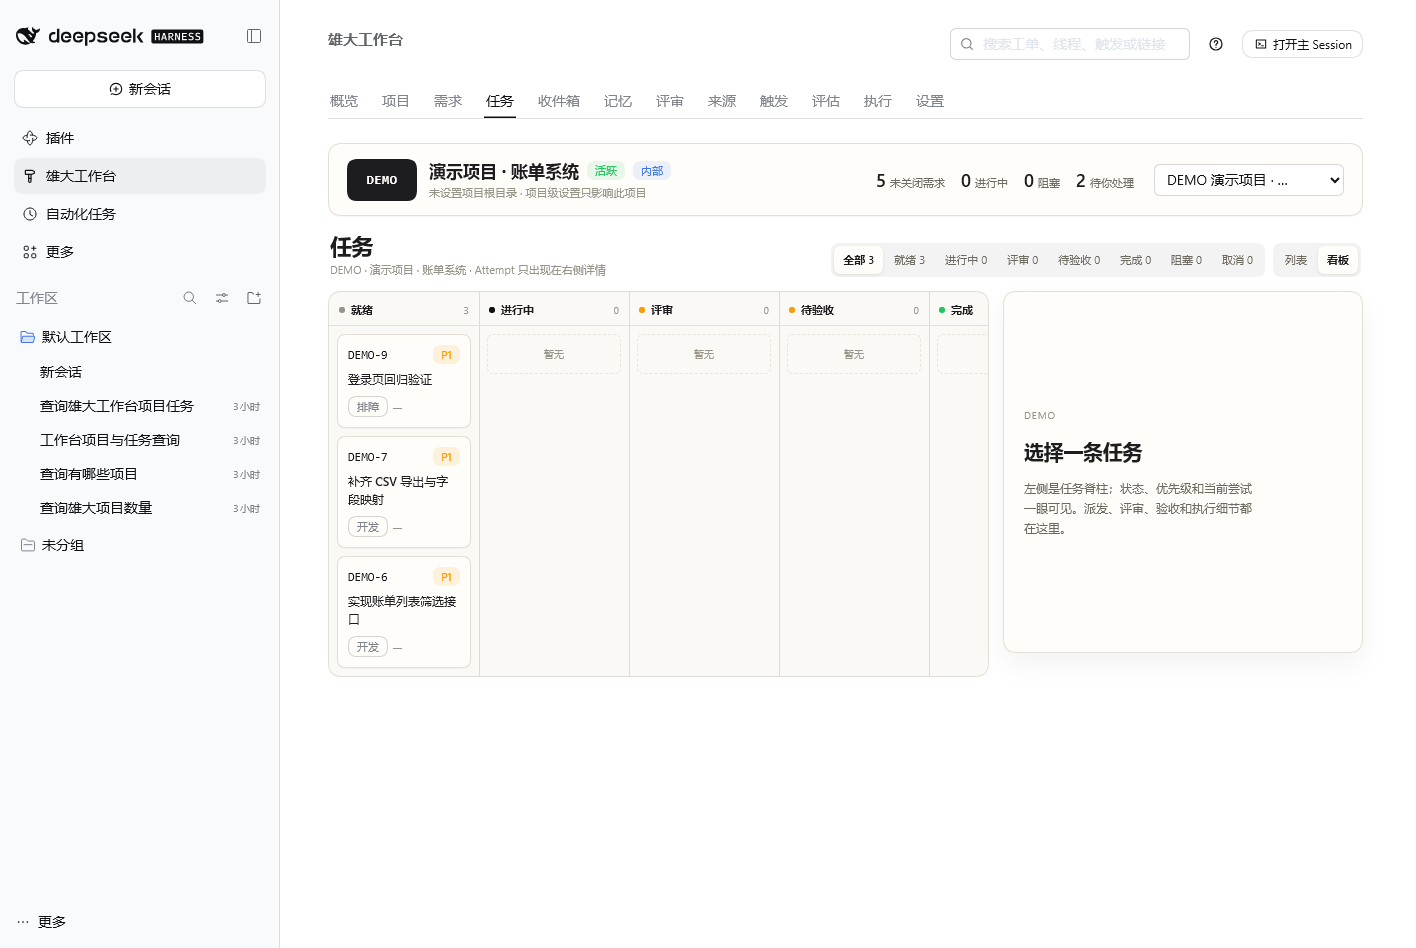 deepseek HARNESS
新会话
插件
雄大工作台
自动化任务
更多
工作区
默认工作区
新会话
查询雄大工作台项目任务 3 小时
工作台项目与任务查询 3 小时
查询有哪些项目 3 小时
查询雄大项目数量 3 小时
未分组
··· 更多
雄大工作台
搜索工单、线程、触发或链接
打开主 Session
概览 项目 需求 任务 收件箱 记忆 评审 来源 触发 评估 执行 设置
DEMO
演示项目 · 账单系统 活跃 内部
未设置项目根目录 · 项目级设置只影响此项目
5 未关闭需求 0 进行中 0 阻塞 2 待你处理
DEMO 演示项目 · ...
任务
DEMO · 演示项目 · 账单系统 · Attempt 只出现在右侧详情
全部 3 就绪 3 进行中 0 评审 0 待验收 0 完成 0 阻塞 0 取消 0
列表 看板
就绪 3
进行中 0
评审 0
待验收 0
完成
DEMO-9 P1
登录页回归验证
排障 —
DEMO-7 P1
补齐 CSV 导出与字
段映射
开发 —
DEMO-6 P1
实现账单列表筛选接
口
开发 —
暂无
暂无
暂无
DEMO
选择一条任务
左侧是任务脊柱；状态、优先级和当前尝试
一眼可见。派发、评审、验收和执行细节都
在这里。